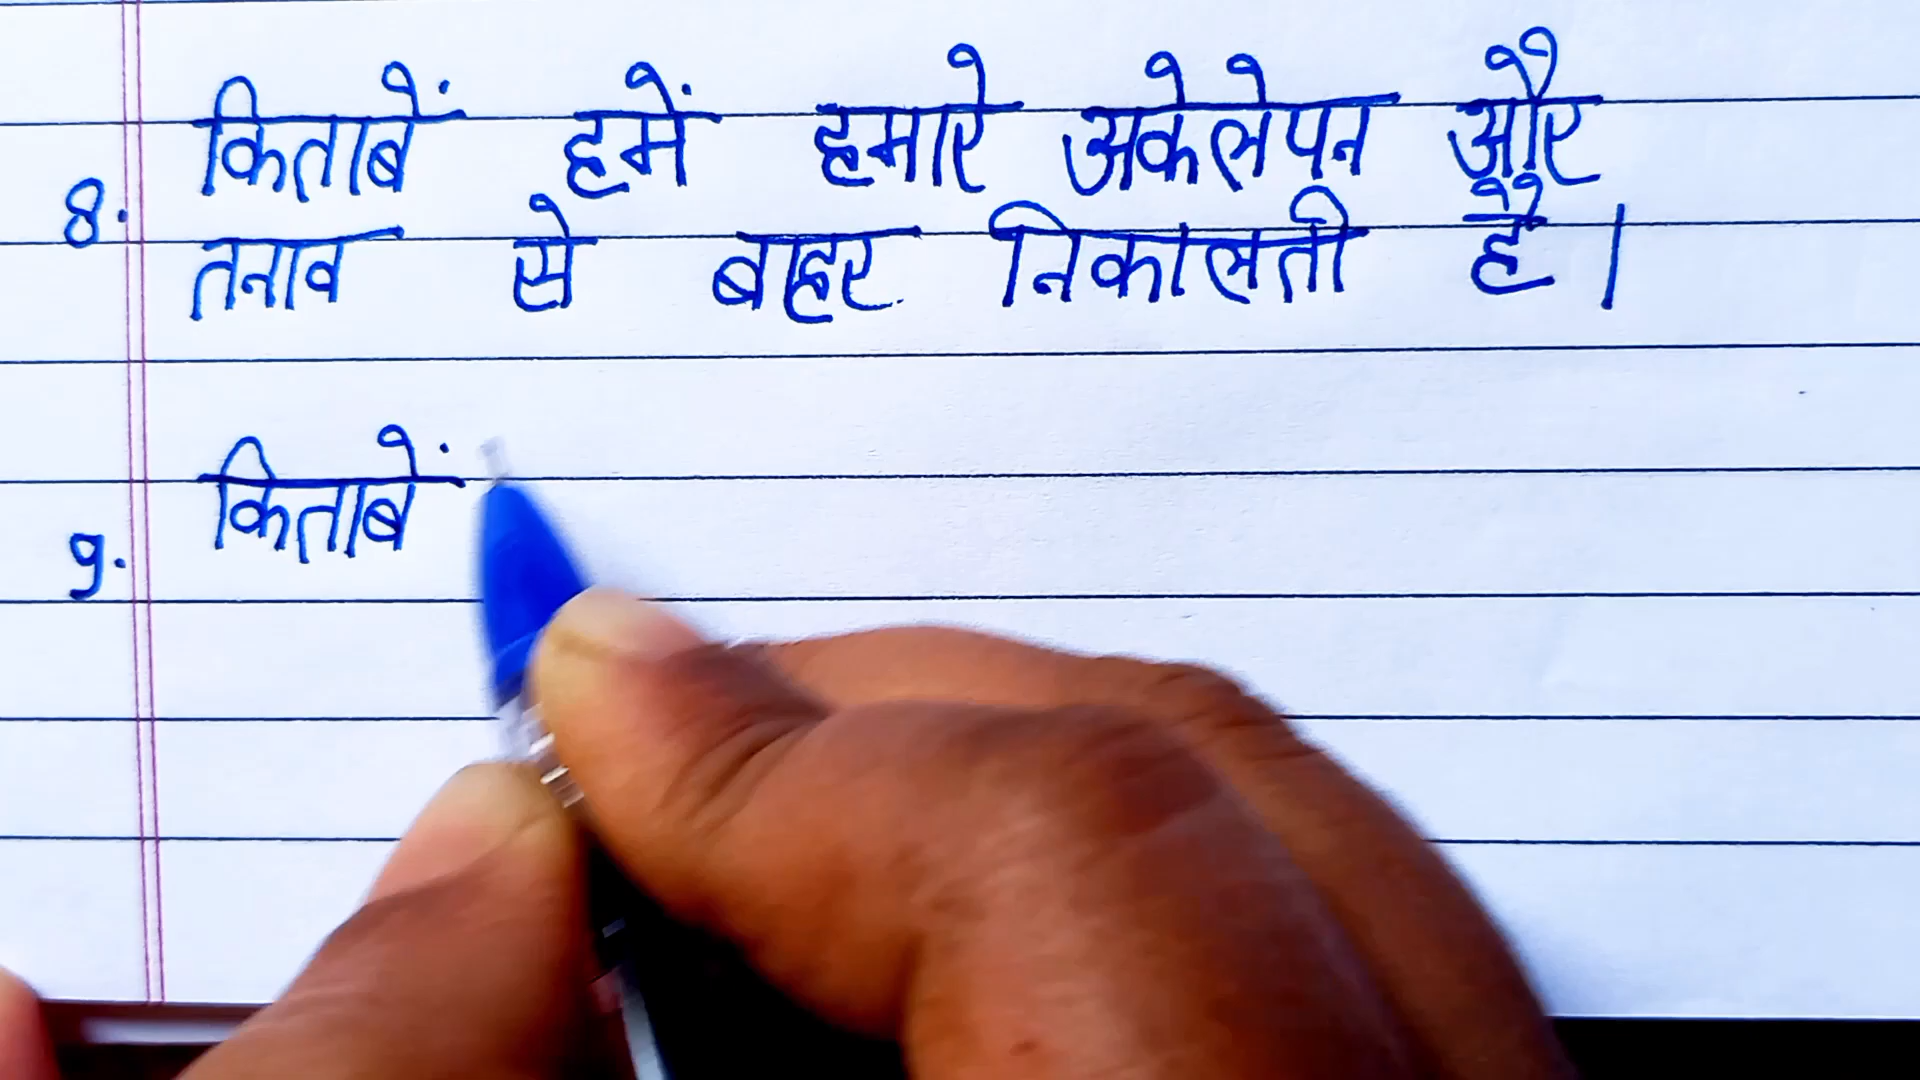 8. किताबें हमें हमारे अकेलेपन और
तनाव से बाहर निकालती है।
9. किताबें